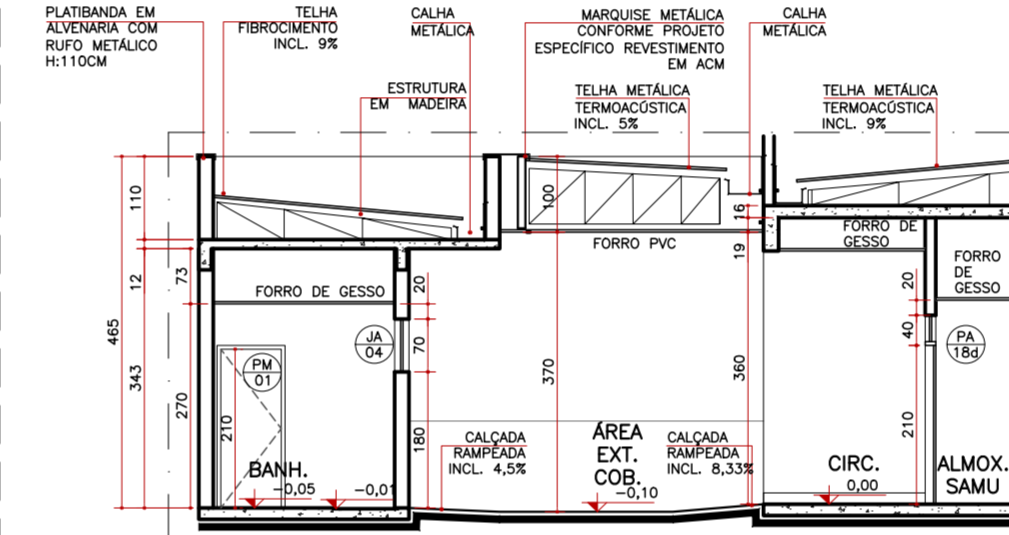 PLATIBANDA EM
ALVENARIA COM
RUFO METÁLICO
H:110CM
TELHA
FIBROCIMENTO
INCL. 9%
CALHA
METÁLICA
MARQUISE METÁLICA
CONFORME PROJETO
ESPECÍFICO REVESTIMENTO
EM ACM
CALHA
METÁLICA
ESTRUTURA
EM MADEIRA
TELHA METÁLICA
TERMOACÚSTICA
INCL. 5%
TELHA METÁLICA
TERMOACÚSTICA
INCL. 9%
110
100
16
12
73
19
FORRO PVC
FORRO DE
GESSO
FORRO
DE
GESSO
FORRO DE GESSO
20
20
465
343
270
JA
04
70
PM
01
370
360
40
PA
18d
210
180
210
CALÇADA
RAMPEADA
INCL. 4,5%
ÁREA
EXT.
COB.
CALÇADA
RAMPEADA
INCL. 8,33%
BANH.
-0,05
-0,01
-0,10
CIRC.
0,00
ALMOX.
SAMU